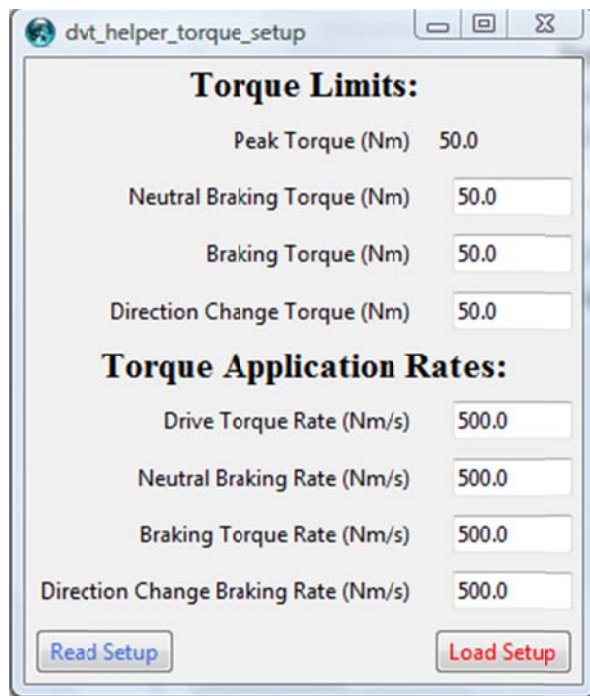 dvt_helper_torque_setup
Torque Limits:
Peak Torque (Nm) 50.0
Neutral Braking Torque (Nm) 50.0
Braking Torque (Nm) 50.0
Direction Change Torque (Nm) 50.0
Torque Application Rates:
Drive Torque Rate (Nm/s) 500.0
Neutral Braking Rate (Nm/s) 500.0
Braking Torque Rate (Nm/s) 500.0
Direction Change Braking Rate (Nm/s) 500.0
Read Setup Load Setup